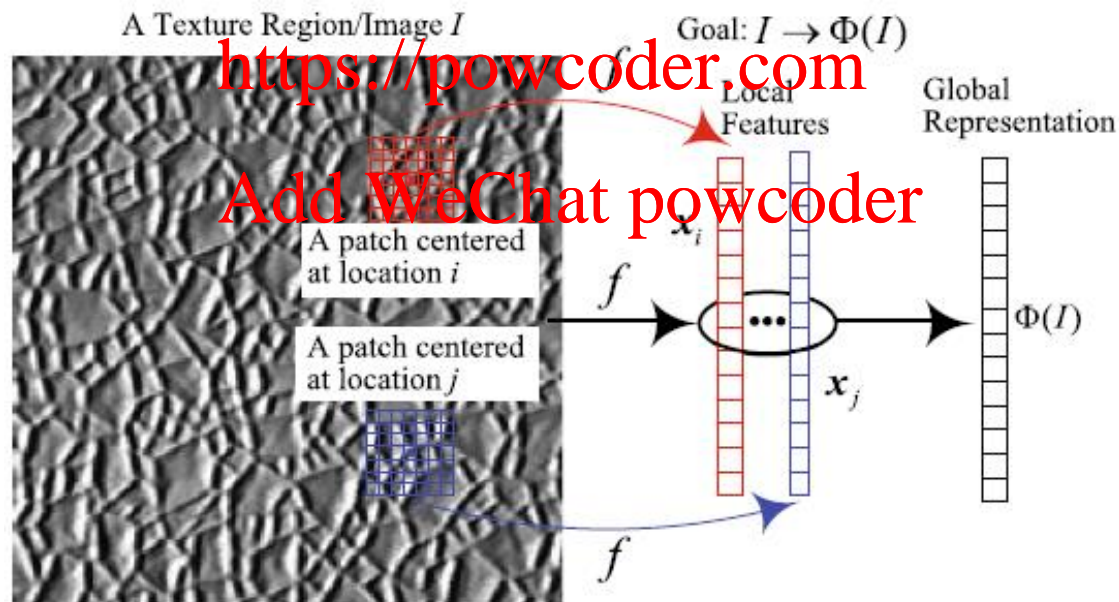 A Texture Region/Image I
Goal: I → Φ(I)
https://powcoder.com
f
Local
Features
Global
Representation
Add WeChat powcoder
x_i
A patch centered
at location i
f
Φ(I)
A patch centered
at location j
x_j
f